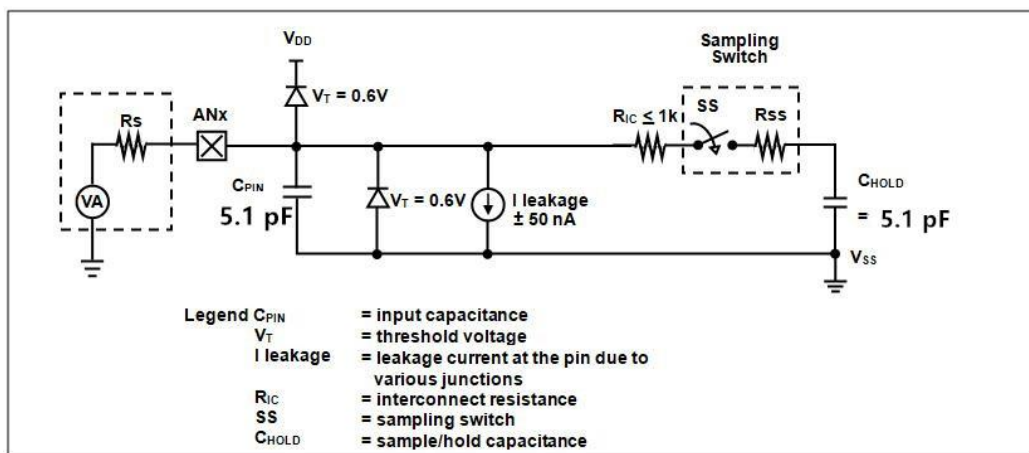 Sampling
Switch
VDD
VT = 0.6V
Rs
ANx
RIC ≤ 1k
SS
Rss
VA
CPIN
5.1 pF
VT = 0.6V
I leakage
± 50 nA
CHOLD
= 5.1 pF
VSS
Legend CPIN = input capacitance
VT = threshold voltage
I leakage = leakage current at the pin due to
various junctions
RIC = interconnect resistance
SS = sampling switch
CHOLD = sample/hold capacitance